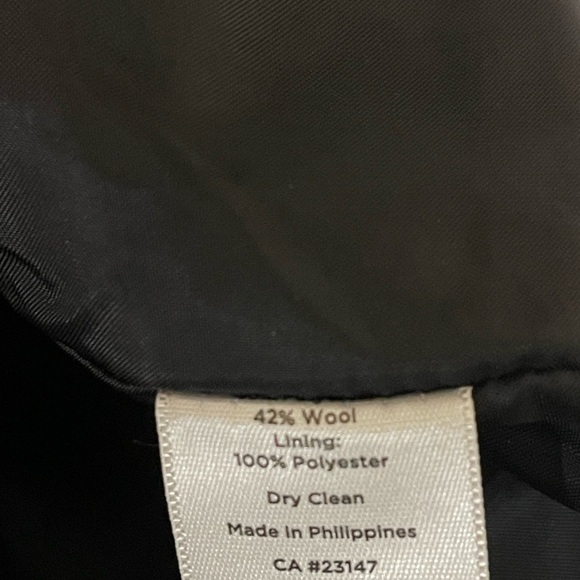 42% Wool
Lining:
100% Polyester
Dry Clean
Made In Philippines
CA #23147